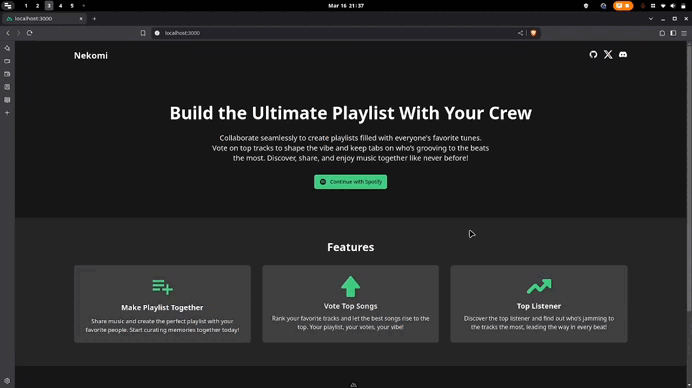 1 2 3 4 5
Mar 16 21:37
localhost:3000
localhost:3000
Nekomi
Build the Ultimate Playlist With Your Crew
Collaborate seamlessly to create playlists filled with everyone's favorite tunes.
Vote on top tracks to shape the vibe and keep tabs on who's grooving to the beats
the most. Discover, share, and enjoy music together like never before!
Continue with Spotify
Features
Make Playlist Together
Share music and create the perfect playlist with your
favorite people. Start curating memories together today!
Vote Top Songs
Rank your favorite tracks and let the best songs rise to the
top. Your playlist, your votes, your vibe!
Top Listener
Discover the top listener and find out who's jamming to
the tracks the most, leading the way in every beat!